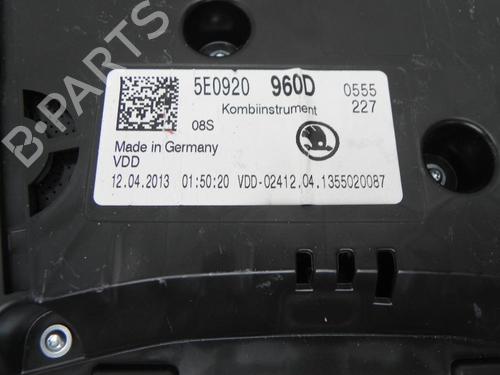 5E0920 960D 0555
Kombiinstrument 227
08S
Made in Germany
VDD
12.04.2013 01:50:20 VDD-02412.04.1355020087
B-PARTS